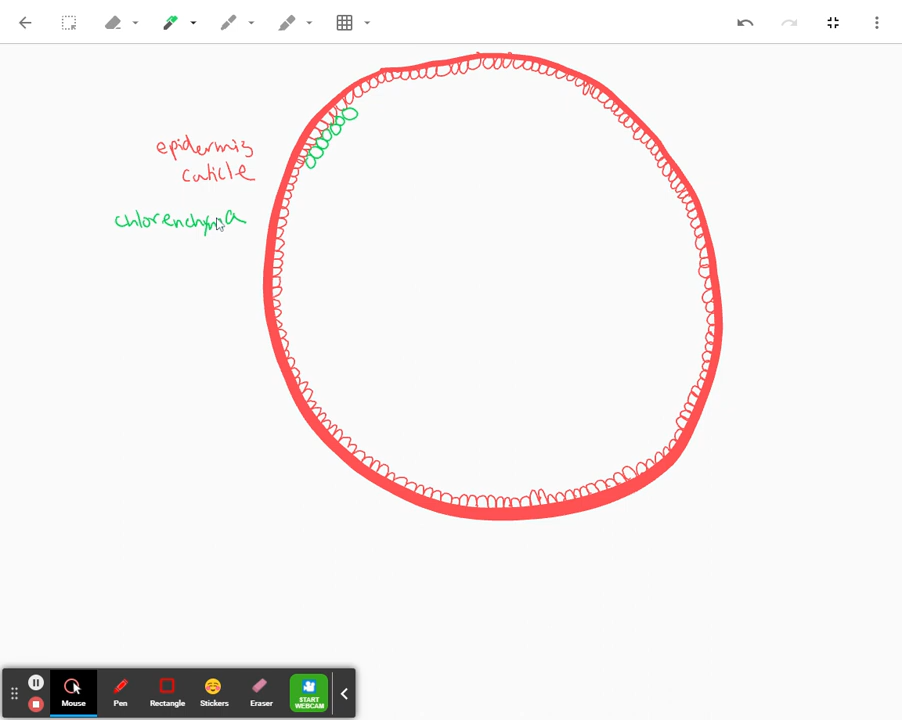 epidermis
cuticle
chlorenchyma
Mouse
Pen
Rectangle
Stickers
Eraser
START
WEBCAM